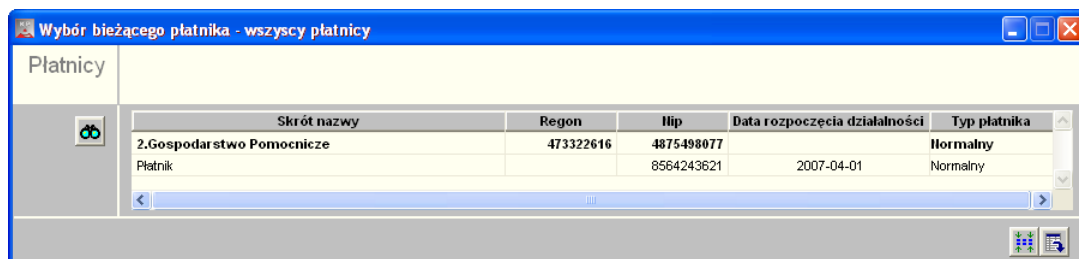 Wybór bieżącego płatnika - wszyscy płatnicy
Płatnicy
Skrót nazwy Regon Nip Data rozpoczęcia działalności Typ płatnika
2.Gospodarstwo Pomocnicze 473322616 4875498077 Normalny
Płatnik 8564243621 2007-04-01 Normalny